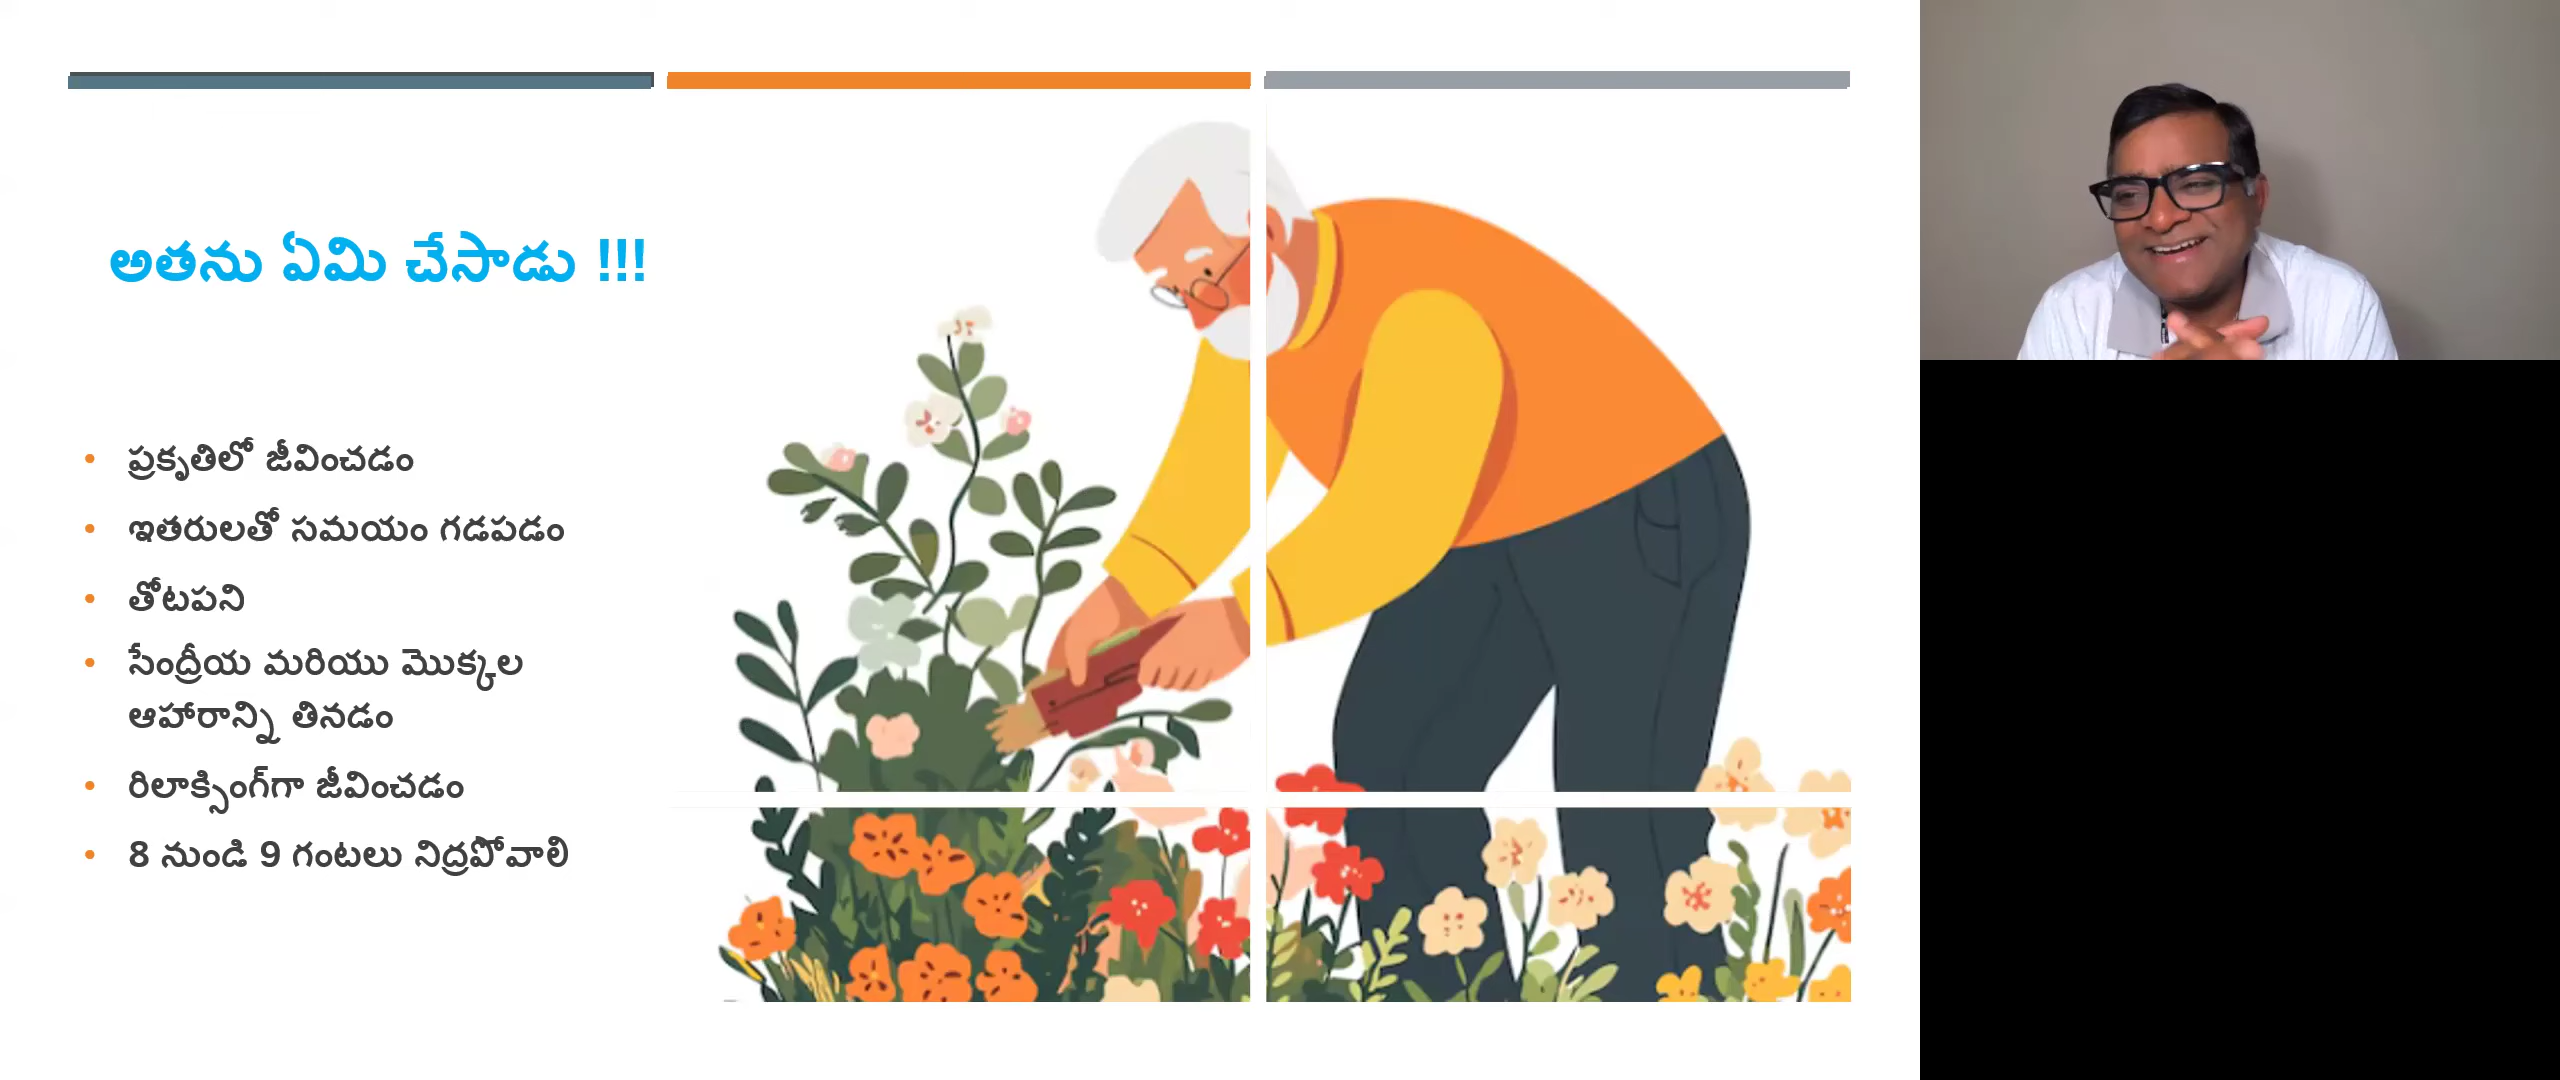 అతను ఏమి చేసాడు !!!
• ప్రకృతిలో జీవించడం
• ఇతరులతో సమయం గడపడం
• తోటపని
• సేంద్రీయ మరియు మొక్కల
ఆహారాన్ని తినడం
• రిలాక్సింగ్‌గా జీవించడం
• 8 నుండి 9 గంటలు నిద్రపోవాలి